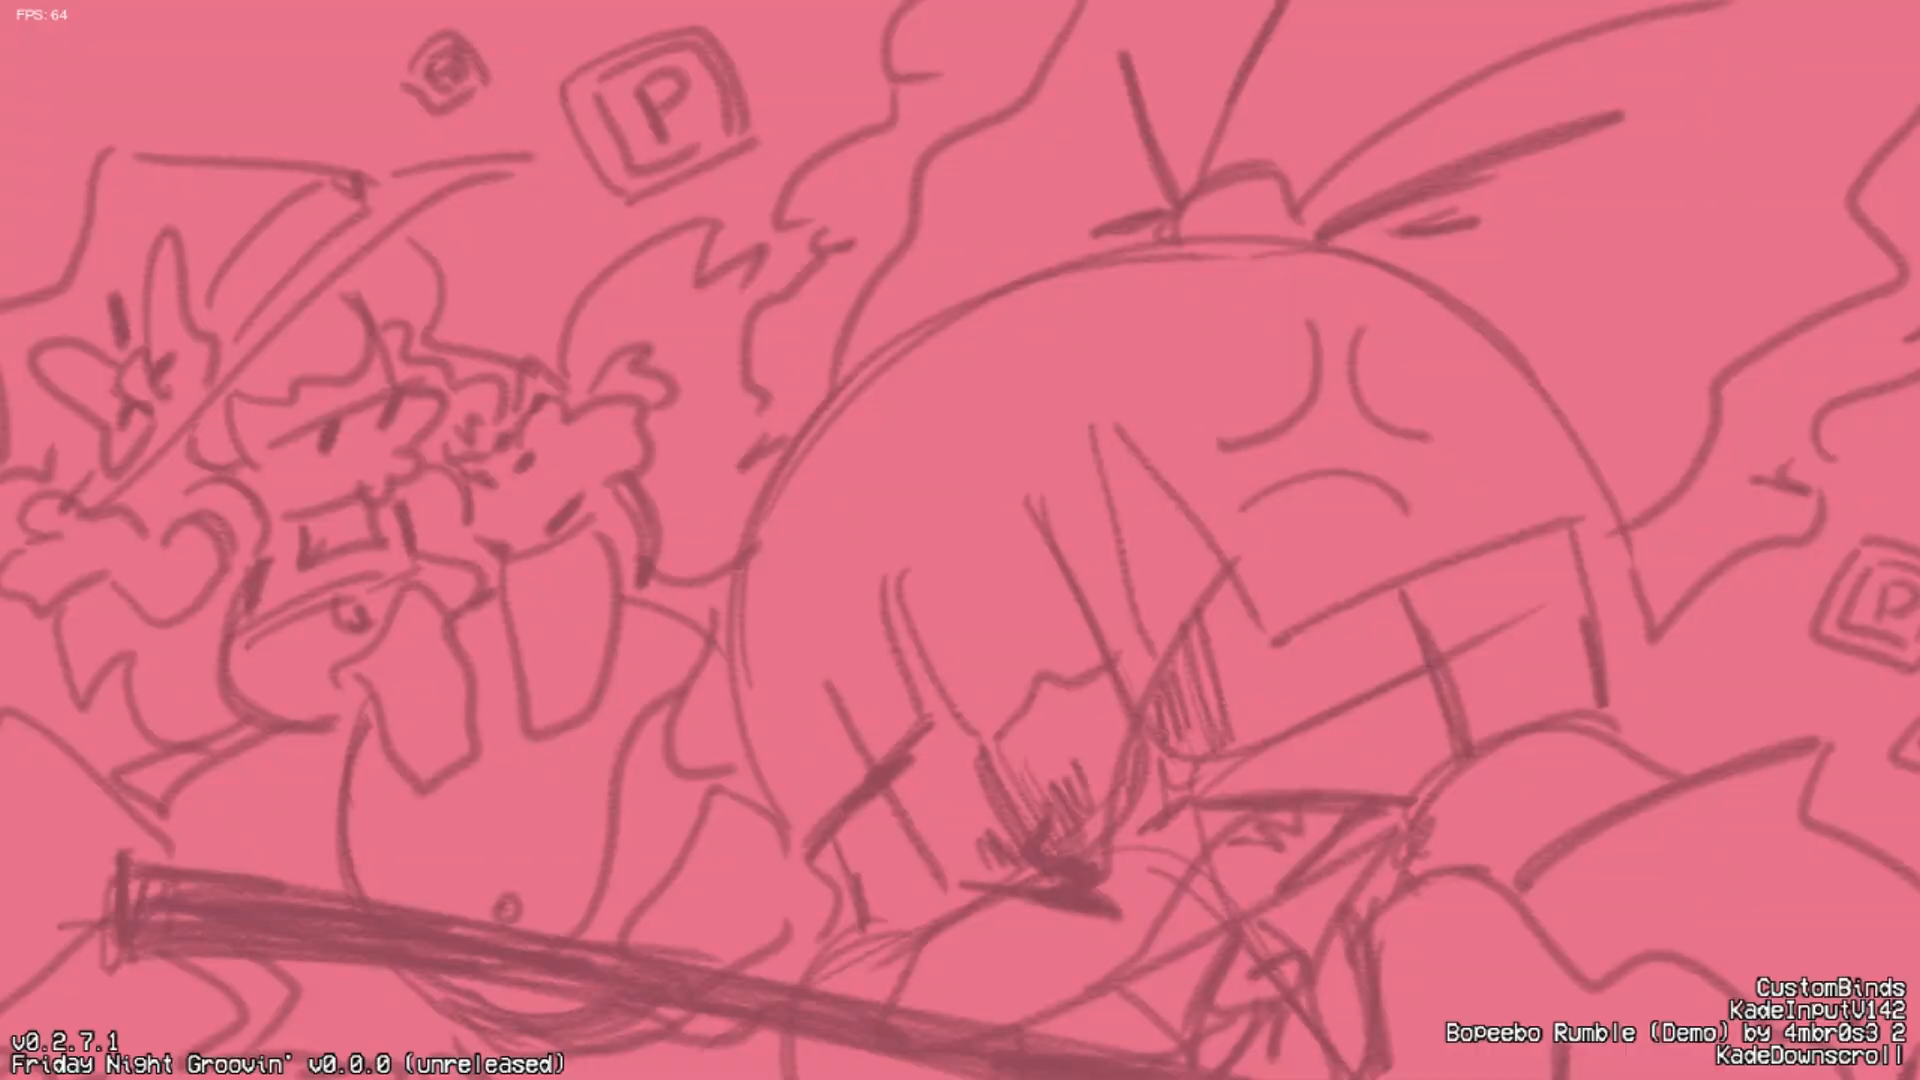 FPS: 64
P
P
v0.2.7.1
Friday Night Groovin' v0.0.0 (unreleased)
CustomBinds
KadeInputV142
Bopeebo Rumble (Demo) by 4mbr0s3 2
KadeDownscroll